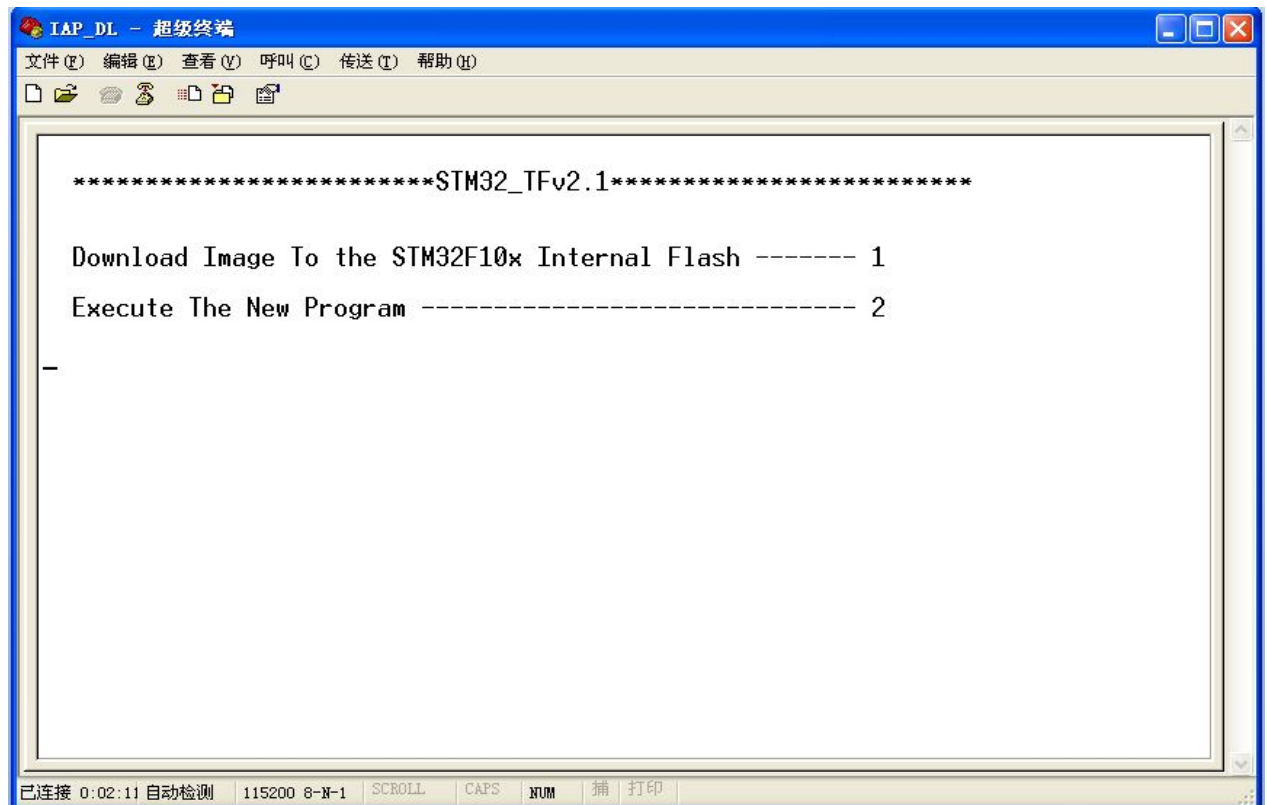 IAP_DL - 超级终端
文件(F) 编辑(E) 查看(V) 呼叫(C) 传送(T) 帮助(H)
*************************STM32_TFv2.1*************************
Download Image To the STM32F10x Internal Flash ------- 1
Execute The New Program ------------------------------ 2
_
已连接 0:02:11 自动检测 115200 8-N-1 SCROLL CAPS NUM 捕 打印